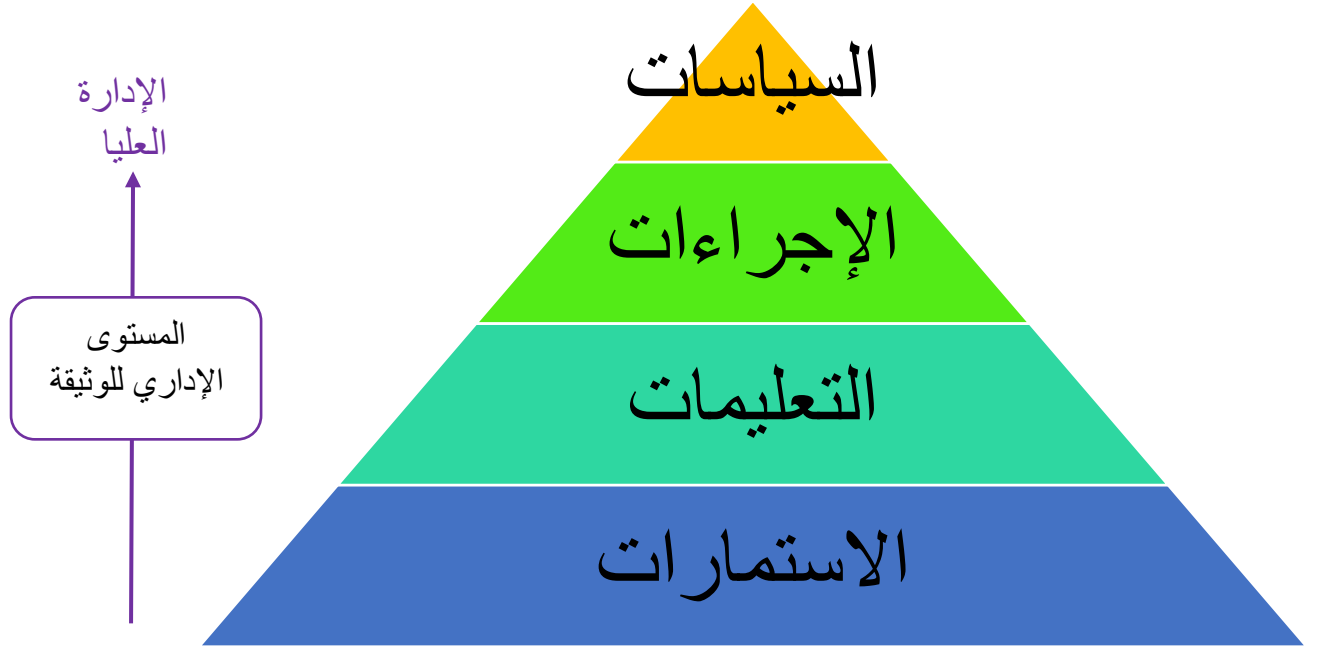 السياسات
الإجراءات
التعليمات
الاستمارات
الإدارة
العليا
المستوى
الإداري للوثيقة